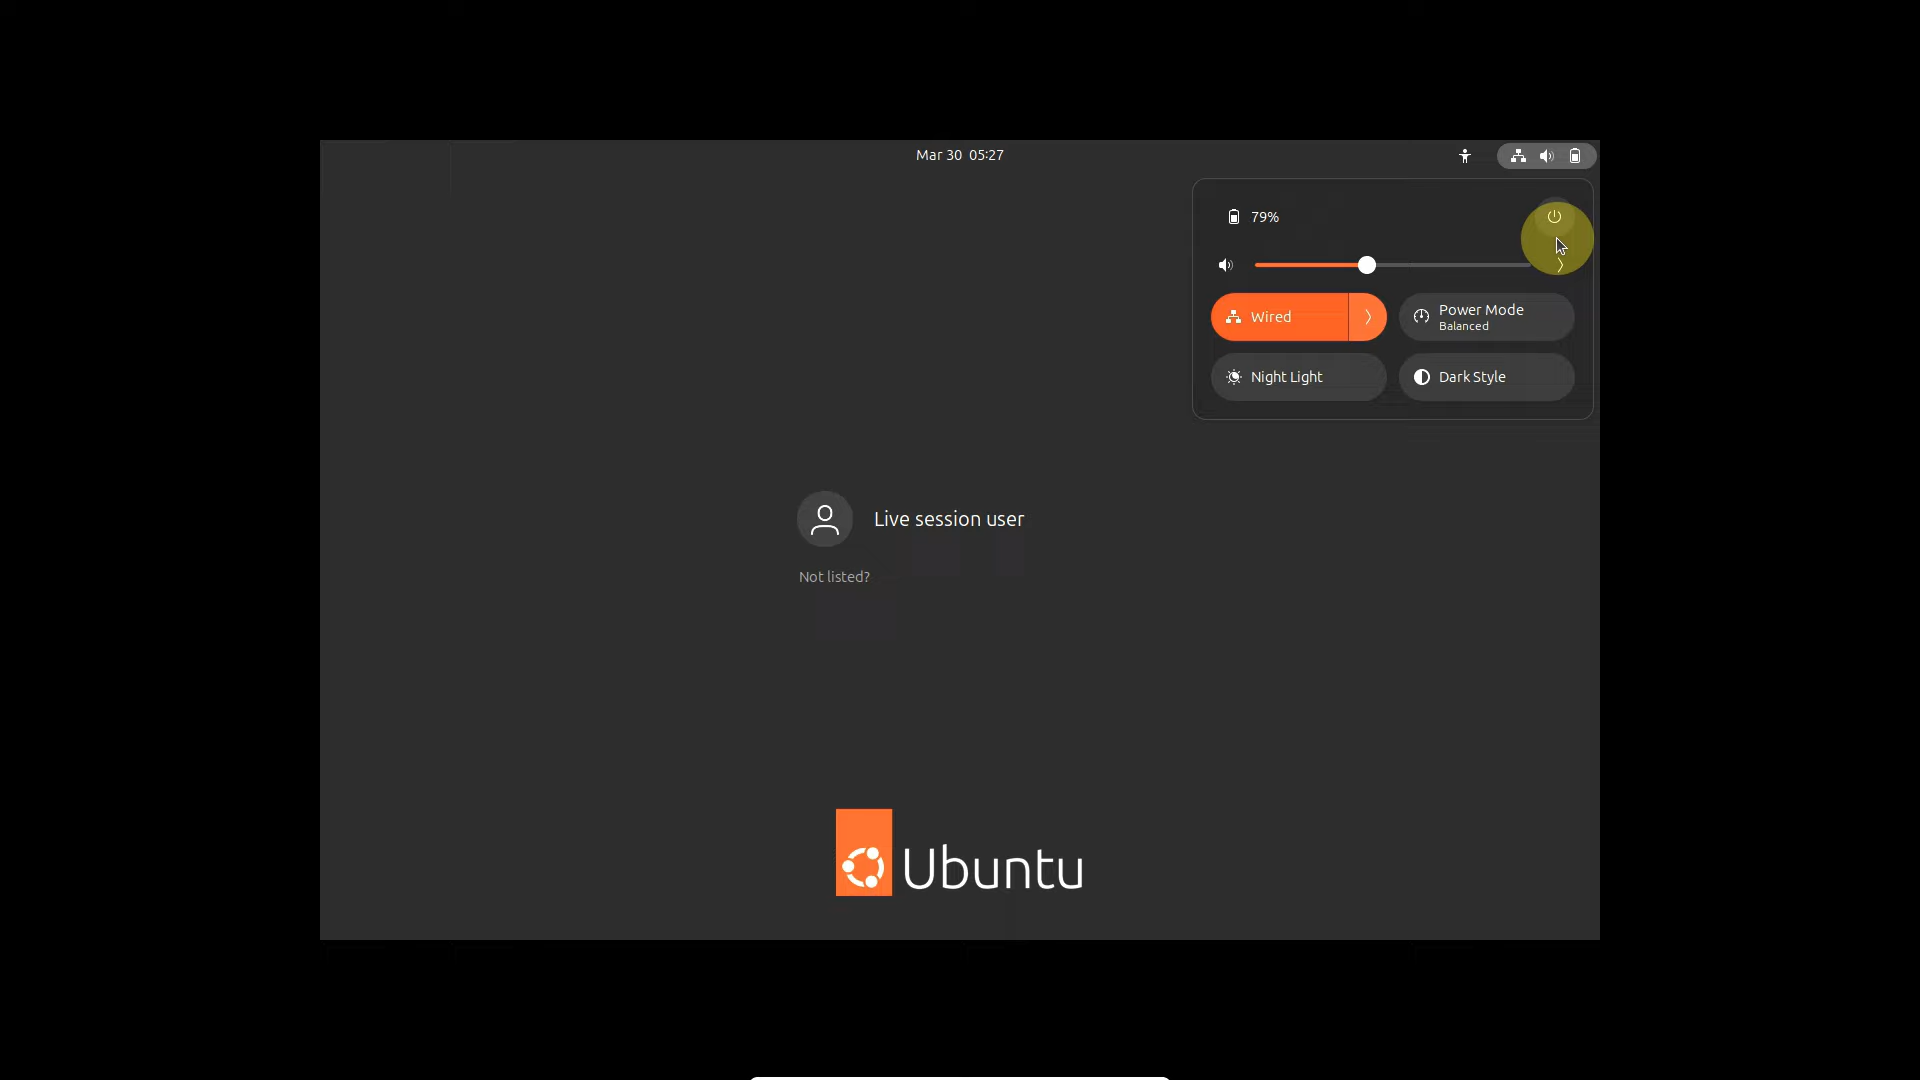 Mar 30 05:27
79%
Wired
Power Mode
Balanced
Night Light
Dark Style
Live session user
Not listed?
Ubuntu